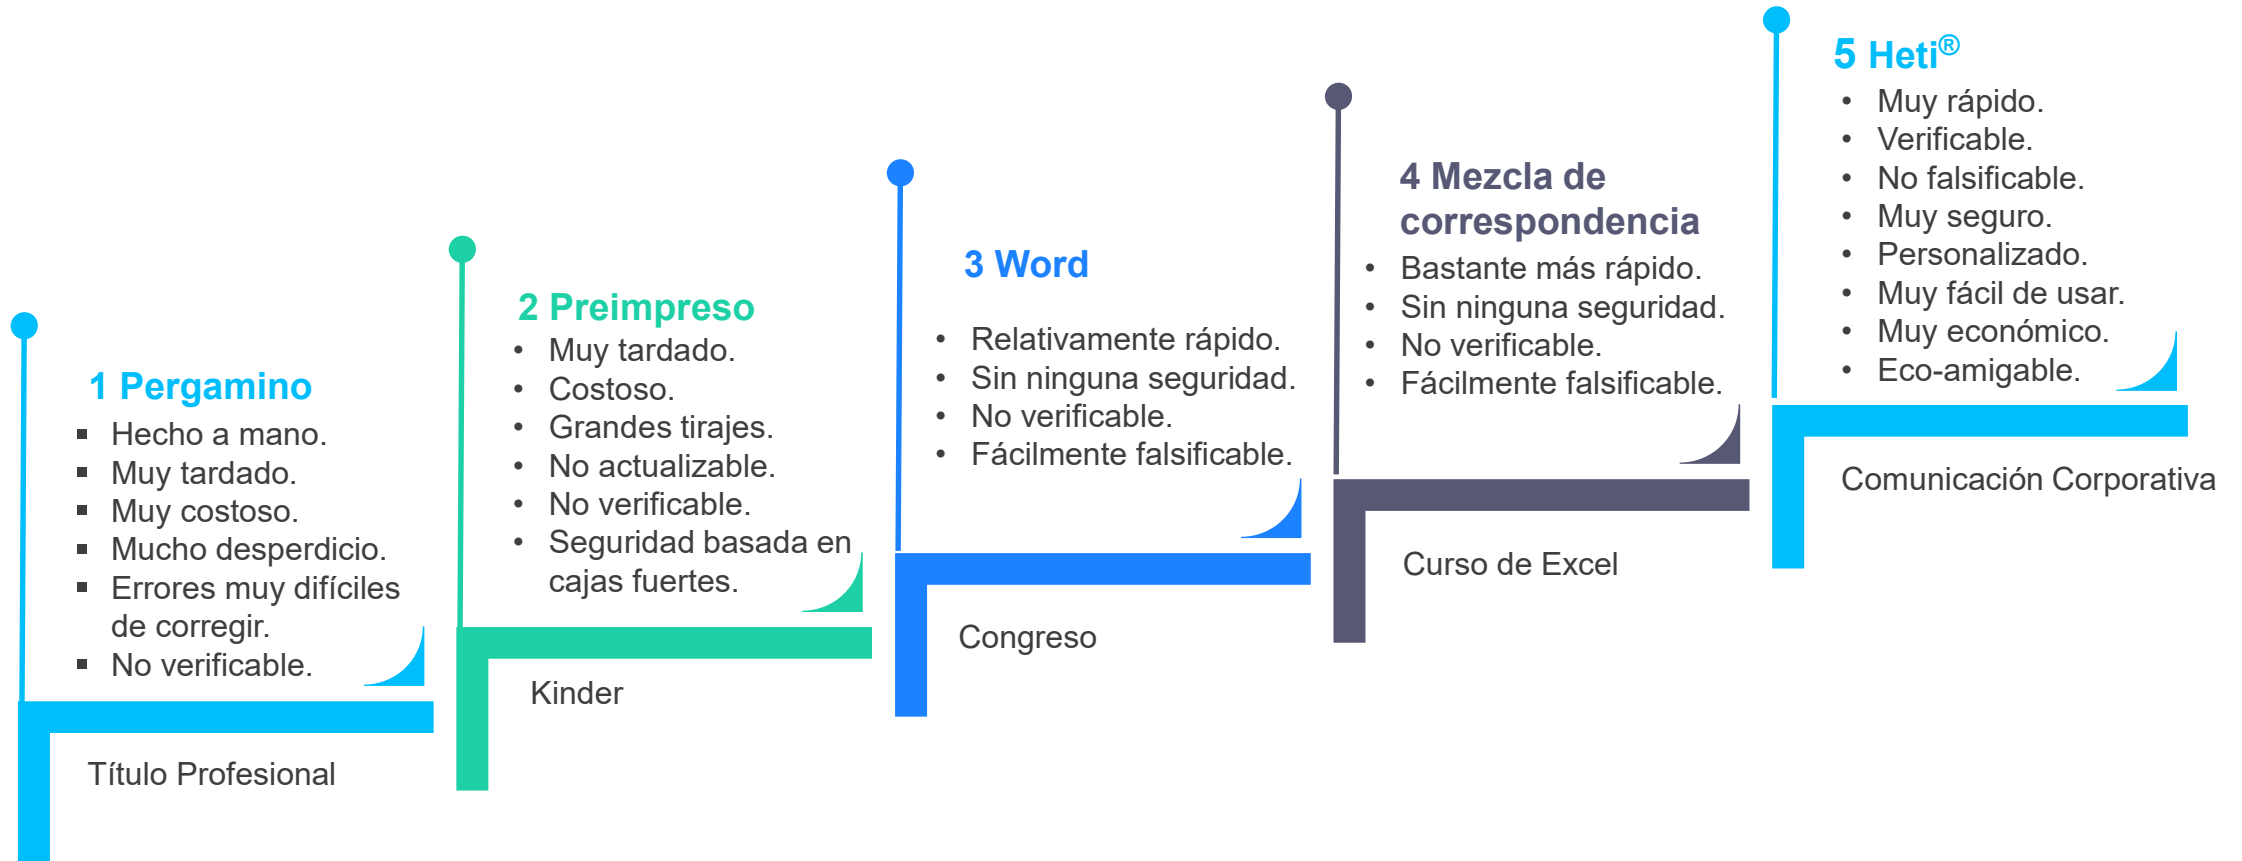 1 Pergamino
▪ Hecho a mano.
▪ Muy tardado.
▪ Muy costoso.
▪ Mucho desperdicio.
▪ Errores muy difíciles
de corregir.
▪ No verificable.
Título Profesional
2 Preimpreso
• Muy tardado.
• Costoso.
• Grandes tirajes.
• No actualizable.
• No verificable.
• Seguridad basada en
cajas fuertes.
Kinder
3 Word
• Relativamente rápido.
• Sin ninguna seguridad.
• No verificable.
• Fácilmente falsificable.
Congreso
4 Mezcla de
correspondencia
• Bastante más rápido.
• Sin ninguna seguridad.
• No verificable.
• Fácilmente falsificable.
Curso de Excel
5 Heti®
• Muy rápido.
• Verificable.
• No falsificable.
• Muy seguro.
• Personalizado.
• Muy fácil de usar.
• Muy económico.
• Eco-amigable.
Comunicación Corporativa